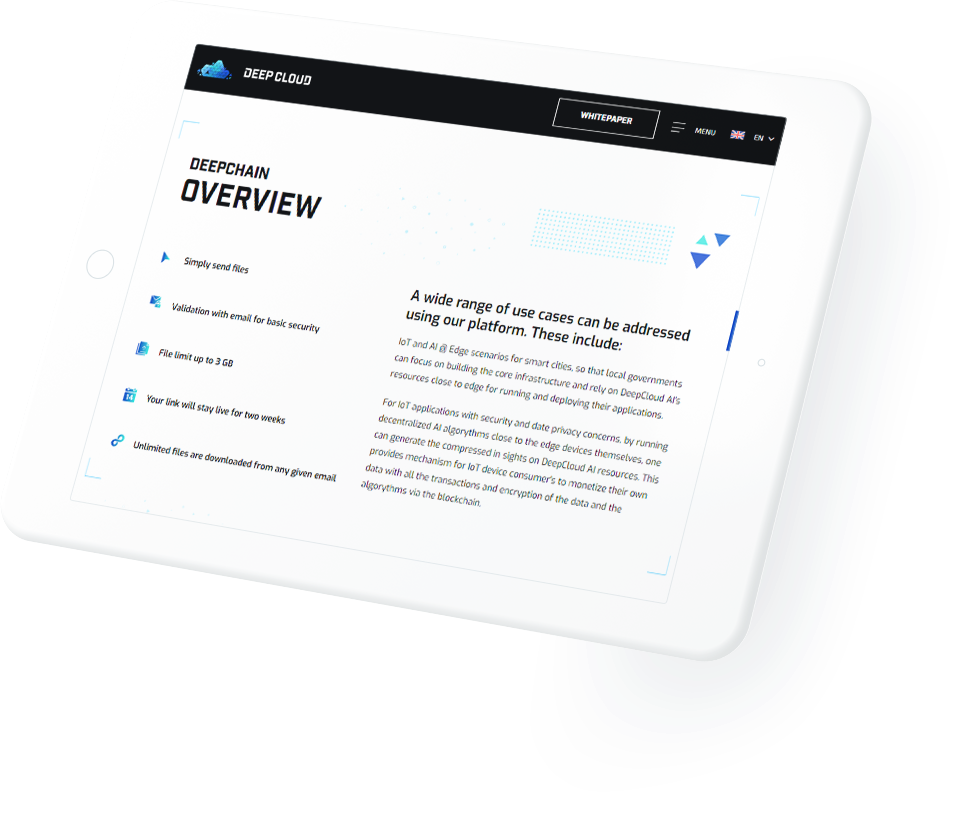 DEEP CLOUD
WHITEPAPER
MENU
EN
DEEPCHAIN
OVERVIEW
Simply send files
Validation with email for basic security
File limit up to 3 GB
14
Your link will stay live for two weeks
Unlimited files are downloaded from any given email
A wide range of use cases can be addressed
using our platform. These include:
IoT and AI @ Edge scenarios for smart cities, so that local governments
can focus on building the core infrastructure and rely on DeepCloud AI's
resources close to edge for running and deploying their applications.
For IoT applications with security and date privacy concerns, by running
decentralized AI algorythms close to the edge devices themselves, one
can generate the compressed in sights on DeepCloud AI resources. This
provides mechanism for IoT device consumer's to monetize their own
data with all the transactions and encryption of the data and the
algorythms via the blockchain.